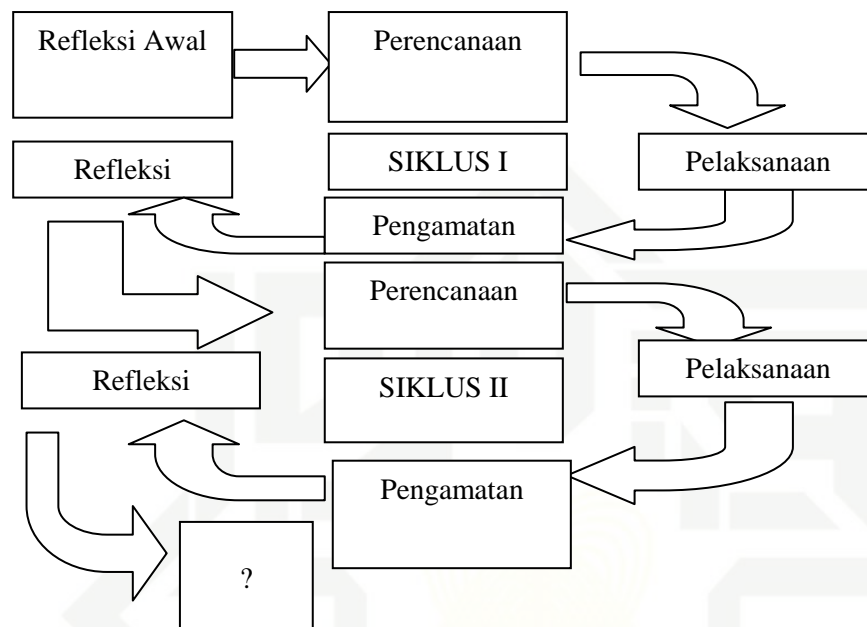 Refleksi Awal
Perencanaan
Refleksi
SIKLUS I
Pelaksanaan
Pengamatan
Perencanaan
Refleksi
SIKLUS II
Pelaksanaan
Pengamatan
?